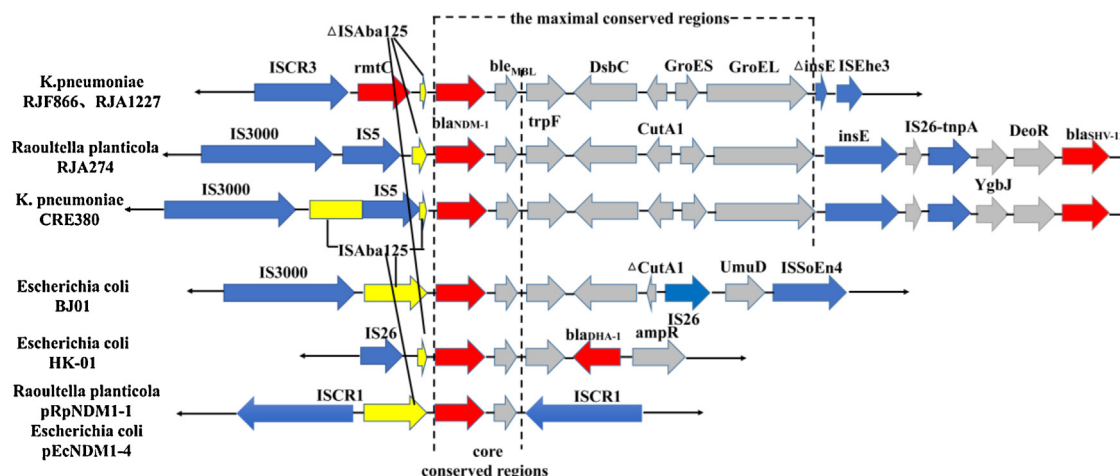 the maximal conserved regions
△ISAba125
K.pneumoniae
RJF866、RJA1227
ISCR3 rmtC bleMBL DsbC GroES GroEL △insE ISEhe3
blaNDM-1 trpF CutA1
Raoultella planticola
RJA274
IS3000 IS5 insE IS26-tnpA DeoR blaSHV-1
K. pneumoniae
CRE380
IS3000 IS5 YgbJ
ISAba125
Escherichia coli
BJ01
IS3000 △CutA1 UmuD ISSoEn4
IS26
Escherichia coli
HK-01
IS26 blaDHA-1 ampR
Raoultella planticola
pRpNDM1-1
Escherichia coli
pEcNDM1-4
ISCR1 ISCR1
core
conserved regions